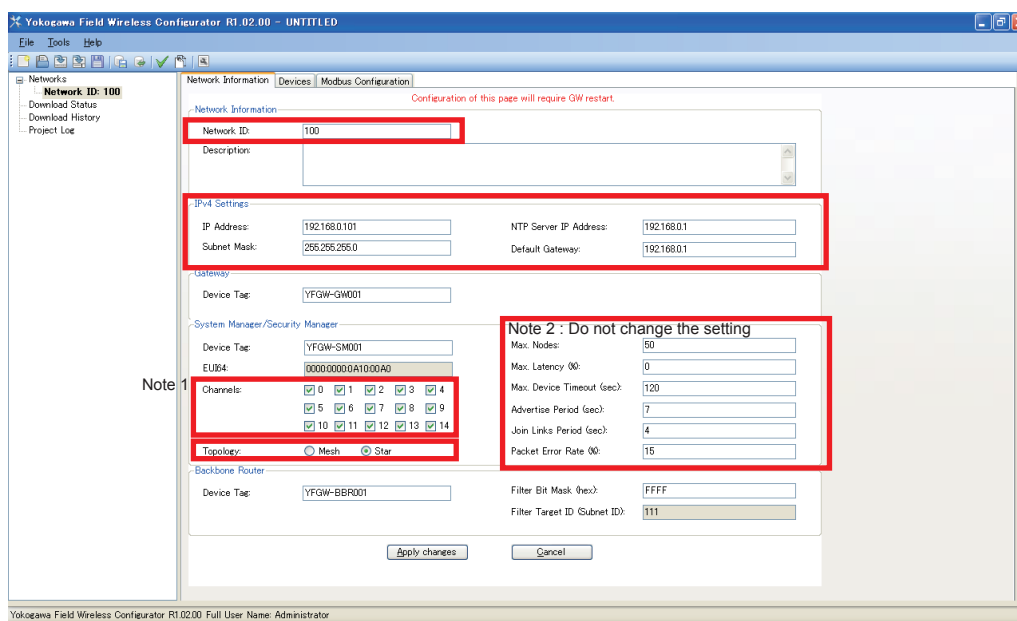 Yokogawa Field Wireless Configurator R1.02.00 - UNTITLED
File Tools Help
Networks
Network ID: 100
Download Status
Download History
Project Log
Network Information Devices Modbus Configuration
Configuration of this page will require GW restart.
Network Information
Network ID: 100
Description:
IPv4 Settings
IP Address: 192.168.0.101 NTP Server IP Address: 192.168.0.1
Subnet Mask: 255.255.255.0 Default Gateway: 192.168.0.1
Gateway
Device Tag: YFGW-GW001
System Manager/Security Manager
Note 2 : Do not change the setting
Device Tag: YFGW-SM001 Max. Nodes: 50
EUI64: 0000:0000:0A10:00A0 Max. Latency (%): 0
Note 1
Channels: 0 1 2 3 4 Max. Device Timeout (sec): 120
5 6 7 8 9 Advertise Period (sec): 7
10 11 12 13 14 Join Links Period (sec): 4
Topology: Mesh Star Packet Error Rate (%): 15
Backbone Router
Device Tag: YFGW-BBR001 Filter Bit Mask (hex): FFFF
Filter Target ID (Subnet ID): 111
Apply changes Cancel
Yokogawa Field Wireless Configurator R1.02.00 Full User Name: Administrator